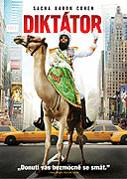 SACHA BARON COHEN
DIKTÁTOR
„Donutí vás bezmocně se smát.“